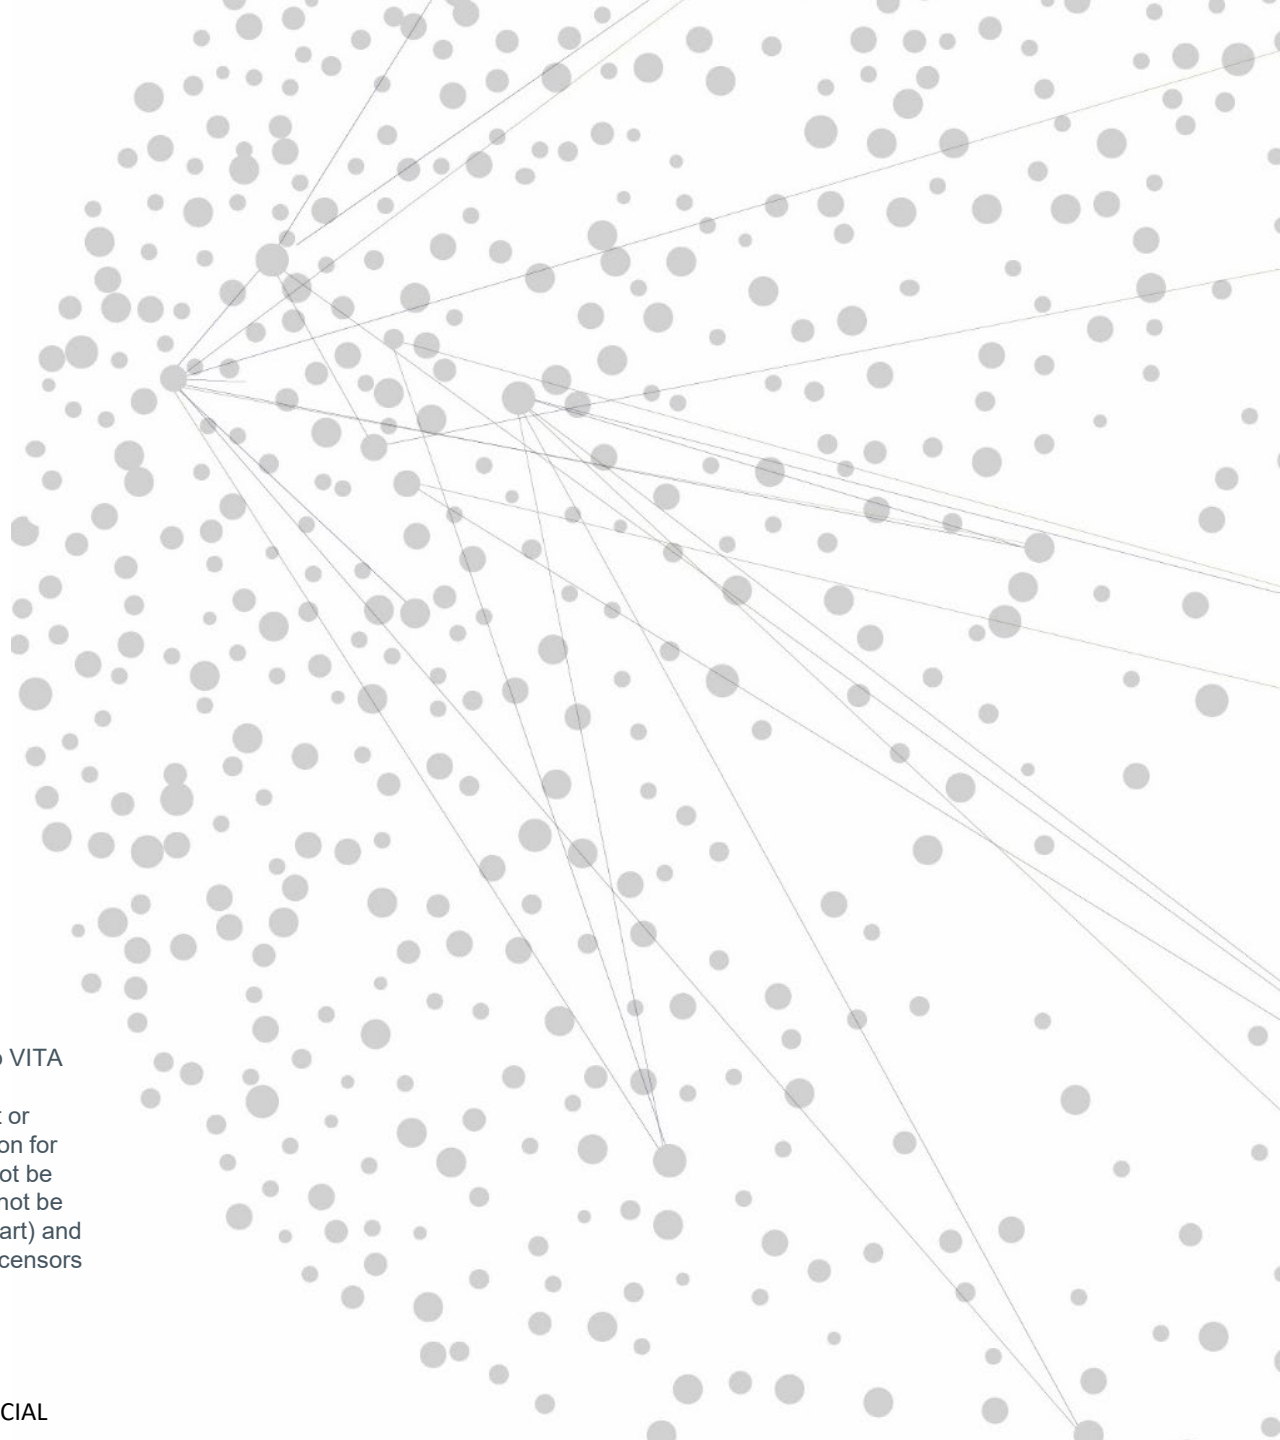 VITA
or
on for
ot be
not be
art) and
censors
CIAL